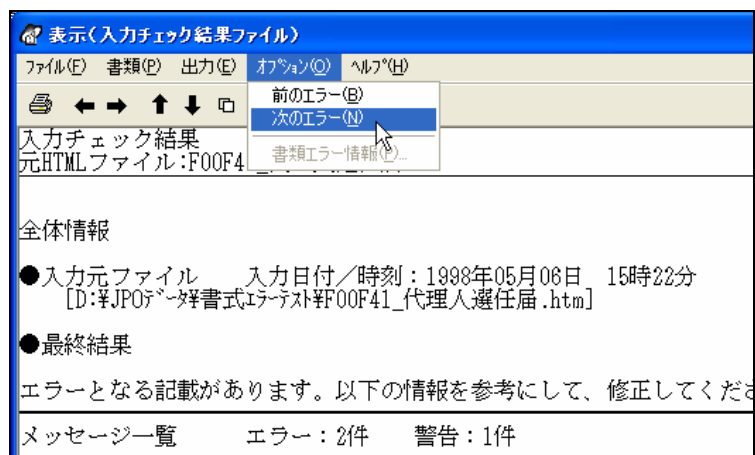 表示(入力チェック結果ファイル)
ファイル(F) 書類(P) 出力(E) オプション(O) ヘルプ(H)
前のエラー(B)
次のエラー(N)
書類エラー情報(P)...
入力チェック結果
元HTMLファイル:F00F4
全体情報
●入力元ファイル 入力日付/時刻:1998年05月06日 15時22分
[D:¥JPOデータ¥書式エラーテスト¥F00F41_代理人選任届.htm]
●最終結果
エラーとなる記載があります。以下の情報を参考にして、修正してくださ
メッセージ一覧 エラー:2件 警告:1件